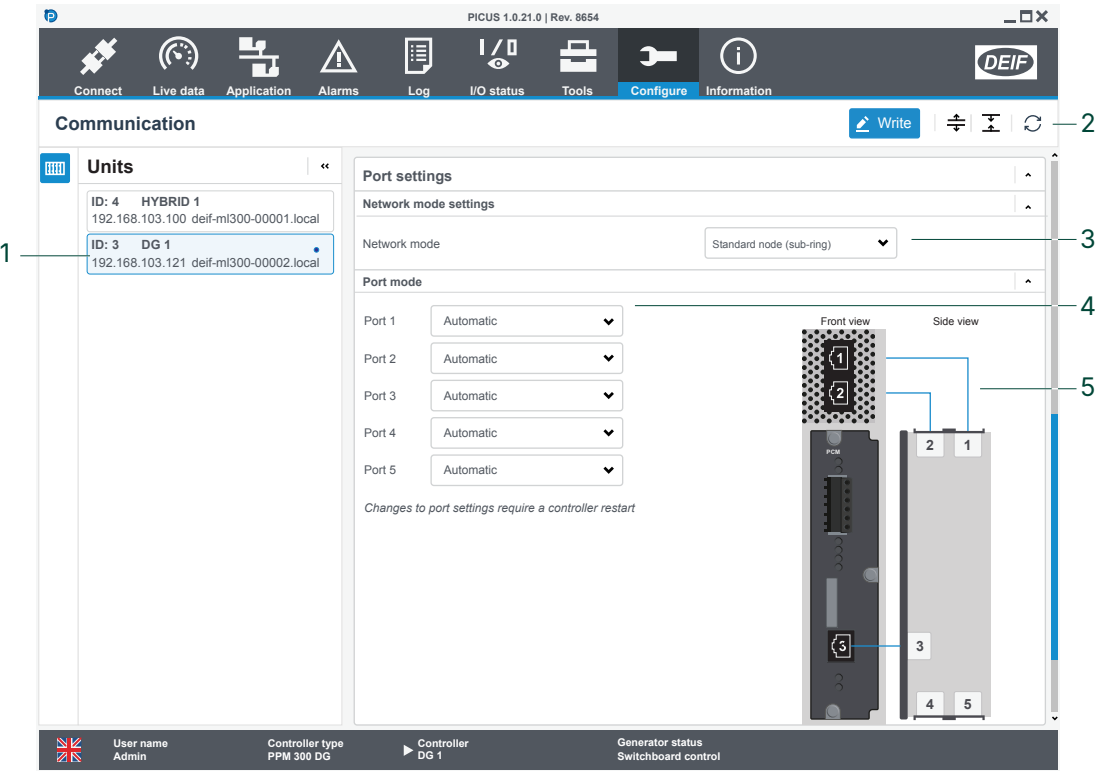 PICUS 1.0.21.0 | Rev. 8654
Connect
Live data
Application
Alarms
Log
I/O status
Tools
Configure
Information
DEIF
Communication
Write
2
Units
ID: 4 HYBRID 1
192.168.103.100 deif-ml300-00001.local
1
ID: 3 DG 1
192.168.103.121 deif-ml300-00002.local
Port settings
Network mode settings
Network mode
Standard node (sub-ring)
3
Port mode
4
Port 1 Automatic
Port 2 Automatic
Port 3 Automatic
Port 4 Automatic
Port 5 Automatic
Changes to port settings require a controller restart
Front view
Side view
1
2
5
PCM
2 1
3
3
4 5
User name
Admin
Controller type
PPM 300 DG
Controller
DG 1
Generator status
Switchboard control